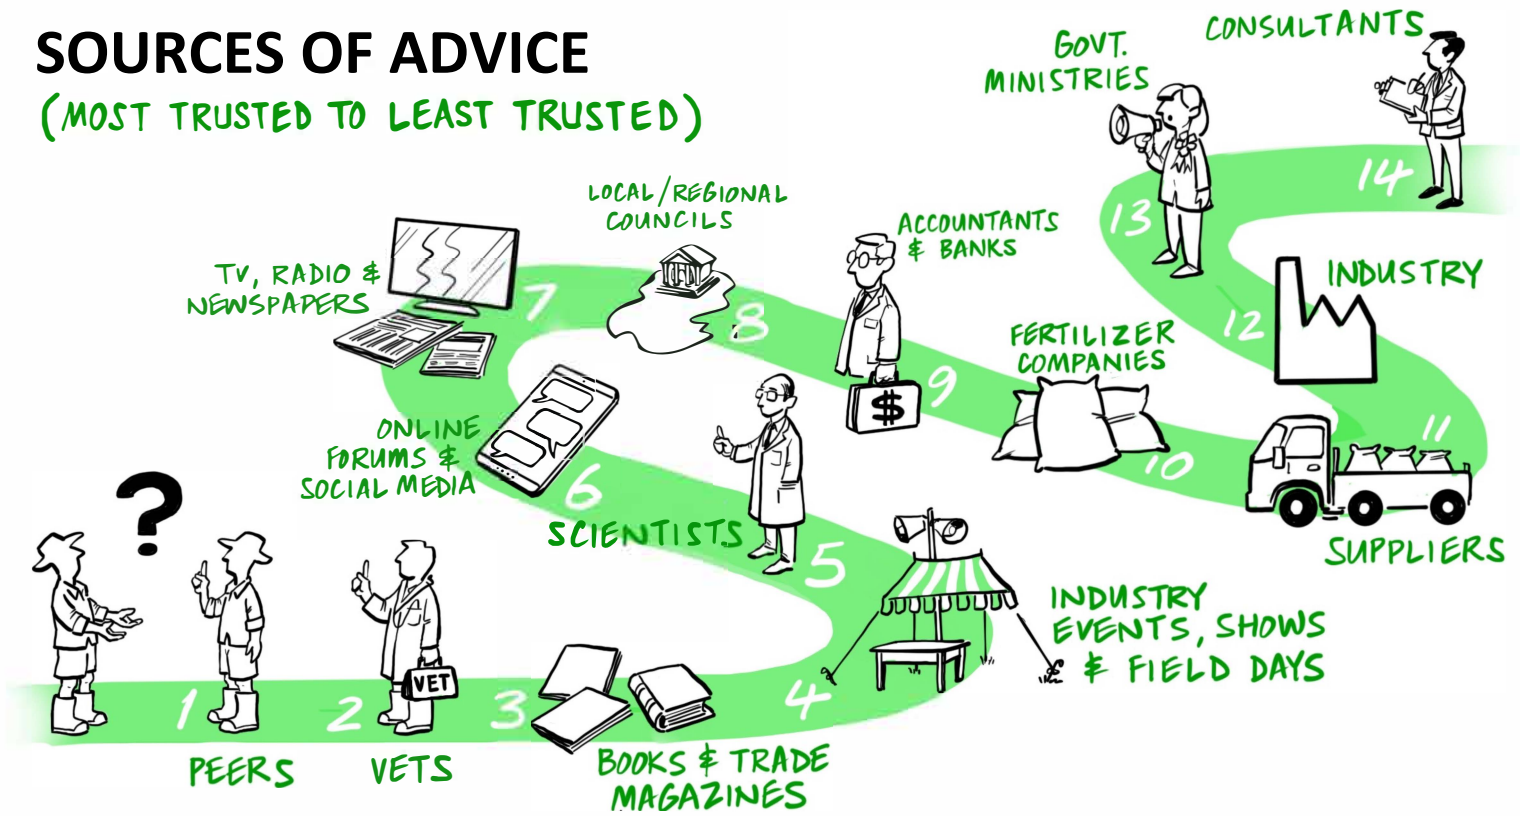 SOURCES OF ADVICE
(MOST TRUSTED TO LEAST TRUSTED)
1
PEERS
2
VETS
VET
3
BOOKS & TRADE
MAGAZINES
4
INDUSTRY
EVENTS, SHOWS
& FIELD DAYS
5
SCIENTISTS
6
ONLINE
FORUMS &
SOCIAL MEDIA
7
TV, RADIO &
NEWSPAPERS
8
LOCAL/REGIONAL
COUNCILS
9
ACCOUNTANTS
& BANKS
$
10
FERTILIZER
COMPANIES
11
SUPPLIERS
12
INDUSTRY
13
GOVT.
MINISTRIES
14
CONSULTANTS
?